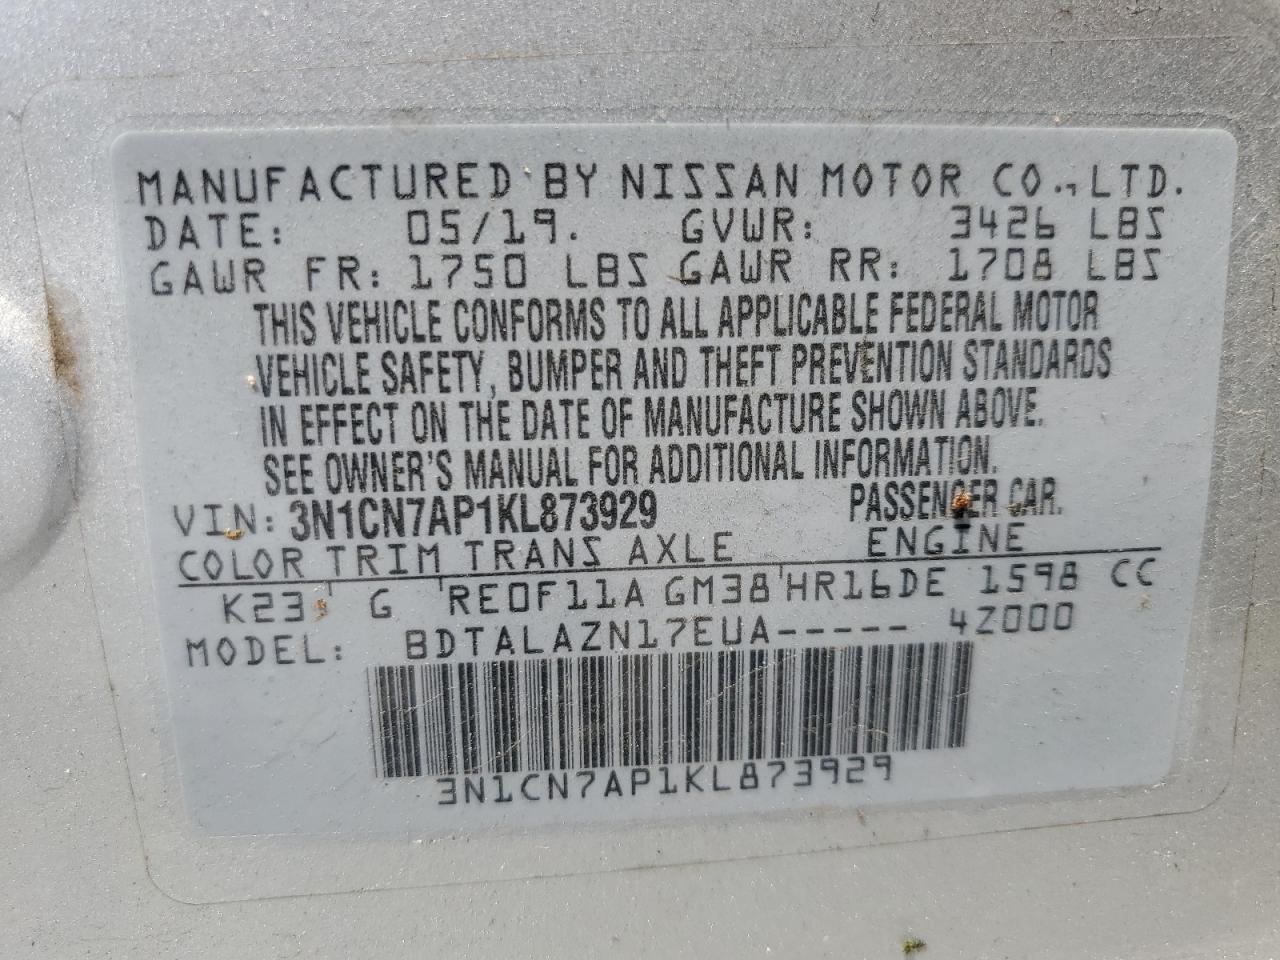 MANUFACTURED BY NISSAN MOTOR CO., LTD.
DATE: 05/19. GVWR: 3426 LBS
GAWR FR: 1750 LBS GAWR RR: 1708 LBS
THIS VEHICLE CONFORMS TO ALL APPLICABLE FEDERAL MOTOR
VEHICLE SAFETY, BUMPER AND THEFT PREVENTION STANDARDS
IN EFFECT ON THE DATE OF MANUFACTURE SHOWN ABOVE.
SEE OWNER'S MANUAL FOR ADDITIONAL INFORMATION.
VIN: 3N1CN7AP1KL873929 PASSENGER CAR.
COLOR TRIM TRANS AXLE ENGINE
K23 G RE0F11A GM38 HR16DE 1598 CC
MODEL: BDTALAZN17EUA----- 4Z000
3N1CN7AP1KL873929